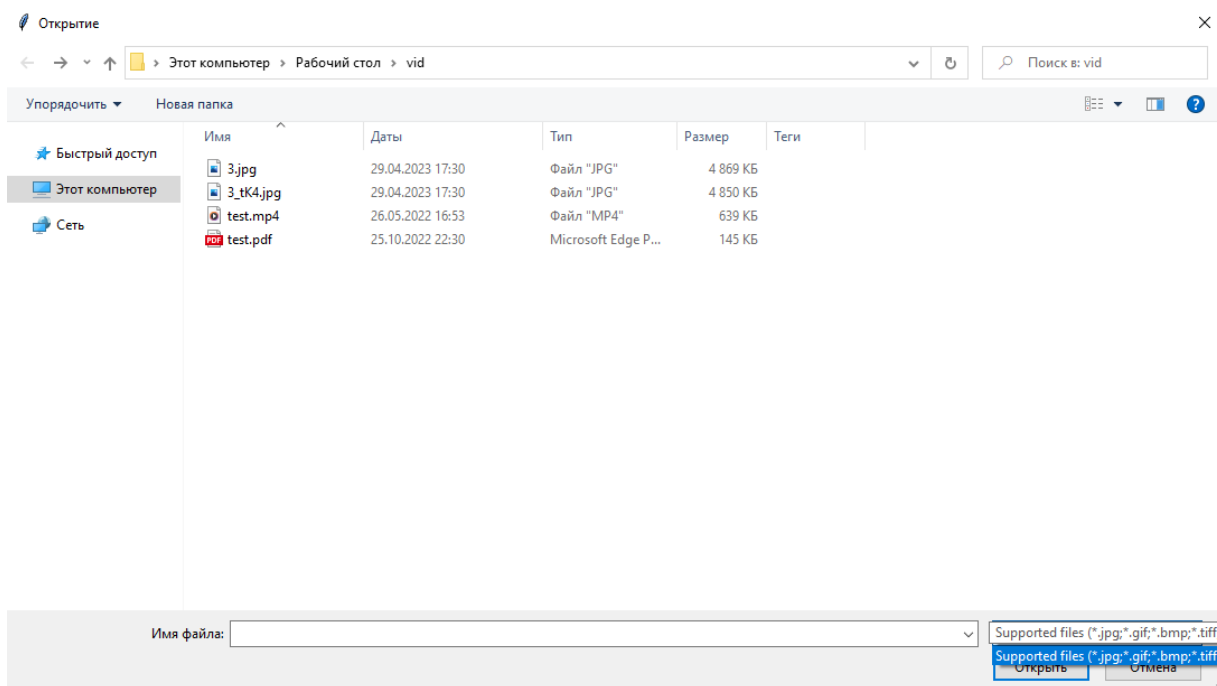 Открытие
Этот компьютер › Рабочий стол › vid
Поиск в: vid
Упорядочить Новая папка
?
Быстрый доступ
Этот компьютер
Сеть
Имя Даты Тип Размер Теги
3.jpg 29.04.2023 17:30 Файл "JPG" 4 869 КБ
3_tK4.jpg 29.04.2023 17:30 Файл "JPG" 4 850 КБ
test.mp4 26.05.2022 16:53 Файл "MP4" 639 КБ
PDF test.pdf 25.10.2022 22:30 Microsoft Edge P... 145 КБ
Имя файла:
Supported files (*.jpg;*.gif;*.bmp;*.tiff
Supported files (*.jpg;*.gif;*.bmp;*.tiff
Открыть Отмена